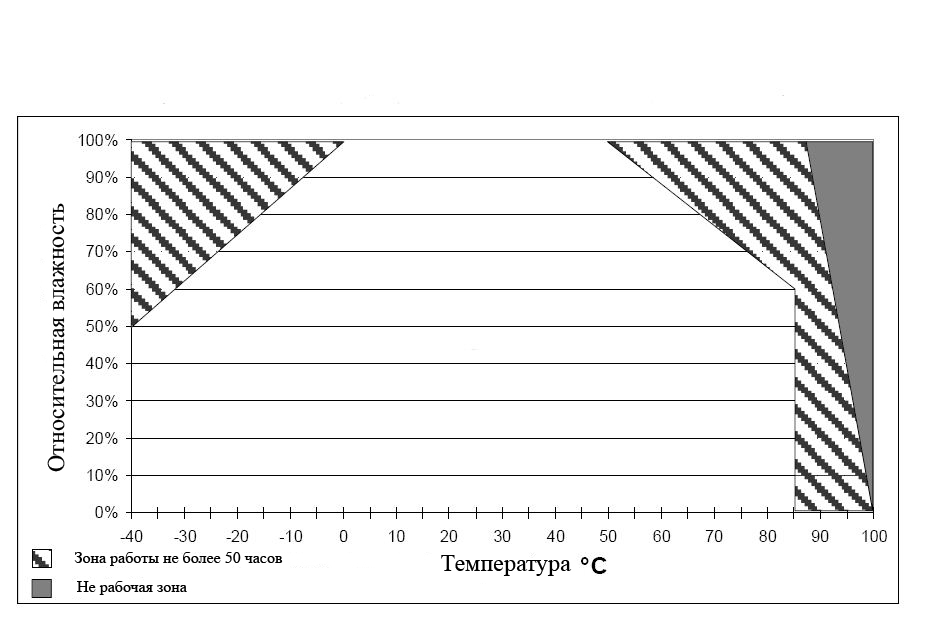 Относительная влажность
100%
90%
80%
70%
60%
50%
40%
30%
20%
10%
0%
-40 -30 -20 -10 0 10 20 30 40 50 60 70 80 90 100
Температура °C
Зона работы не более 50 часов
Не рабочая зона